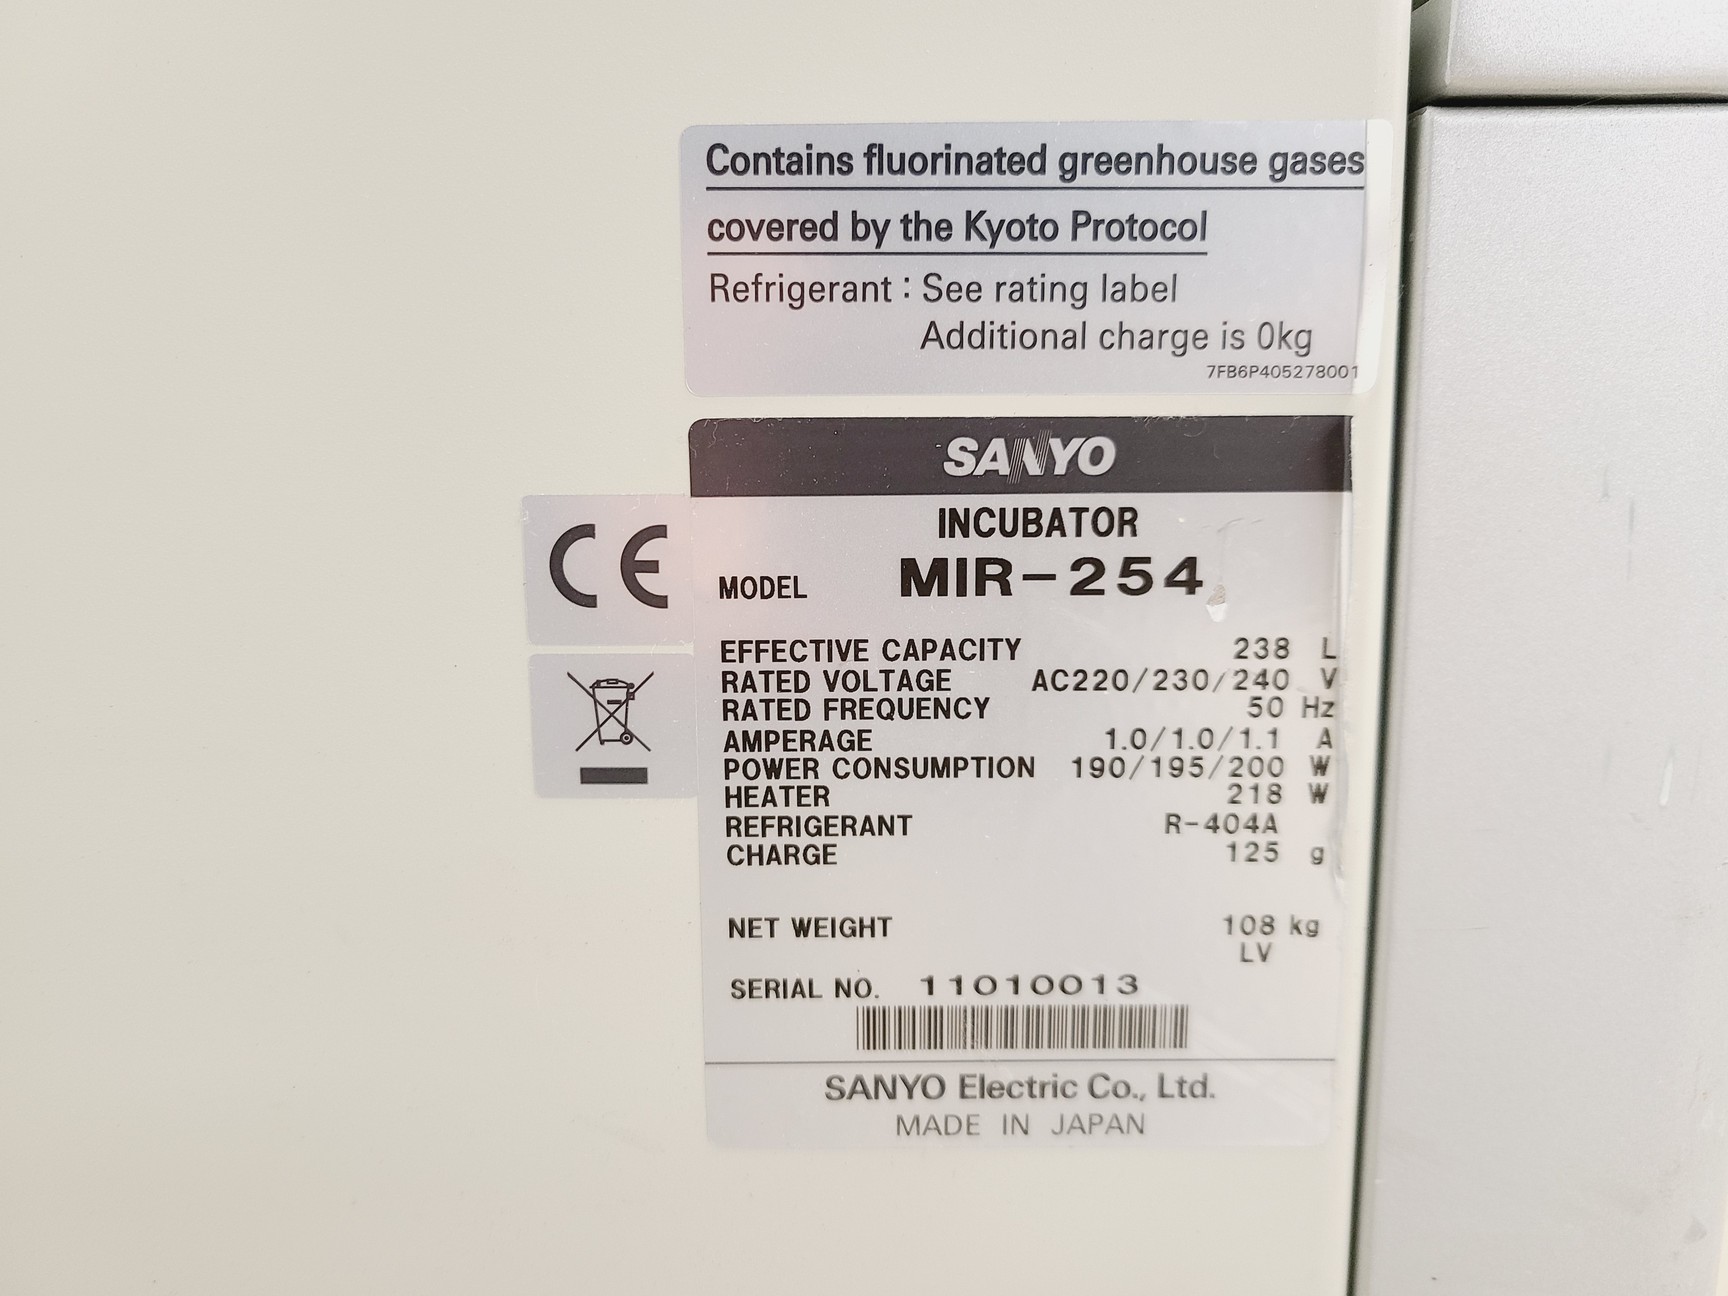 Contains fluorinated greenhouse gases
covered by the Kyoto Protocol
Refrigerant : See rating label
Additional charge is 0kg
7FB6P405278001
SANYO
INCUBATOR
MODEL MIR-254
CE
EFFECTIVE CAPACITY 238 L
RATED VOLTAGE AC220/230/240 V
RATED FREQUENCY 50 Hz
AMPERAGE 1.0/1.0/1.1 A
POWER CONSUMPTION 190/195/200 W
HEATER 218 W
REFRIGERANT R-404A
CHARGE 125 g
NET WEIGHT 108 kg
LV
SERIAL NO. 11010013
SANYO Electric Co., Ltd.
MADE IN JAPAN